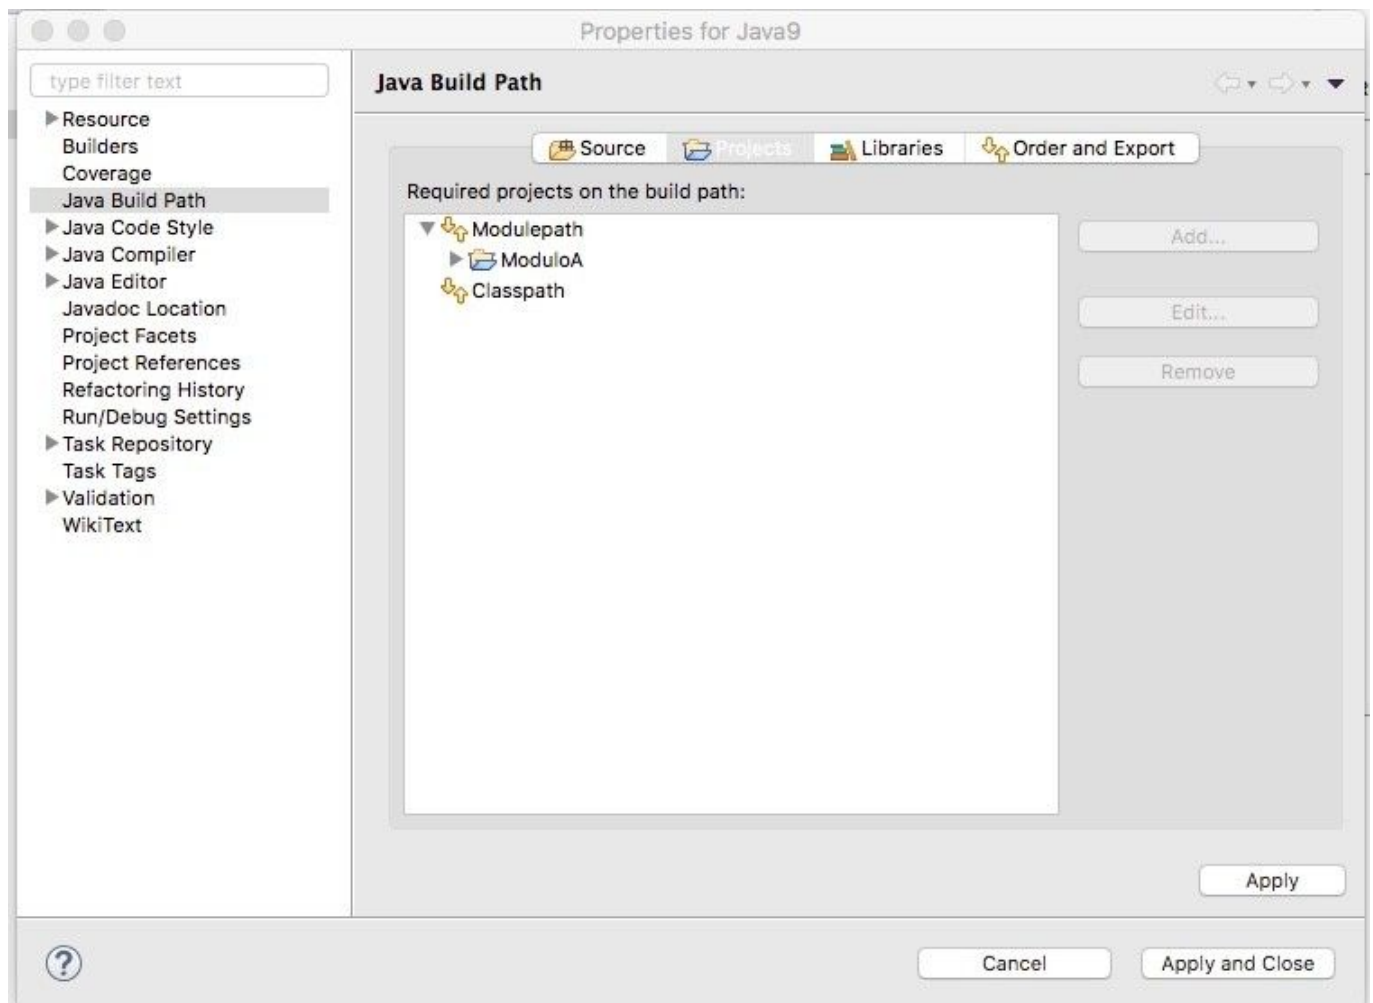 Properties for Java9
type filter text
Resource
Builders
Coverage
Java Build Path
Java Code Style
Java Compiler
Java Editor
Javadoc Location
Project Facets
Project References
Refactoring History
Run/Debug Settings
Task Repository
Task Tags
Validation
WikiText
Java Build Path
Source Projects Libraries Order and Export
Required projects on the build path:
Modulepath
ModuloA
Classpath
Add...
Edit...
Remove
Apply
?
Cancel Apply and Close